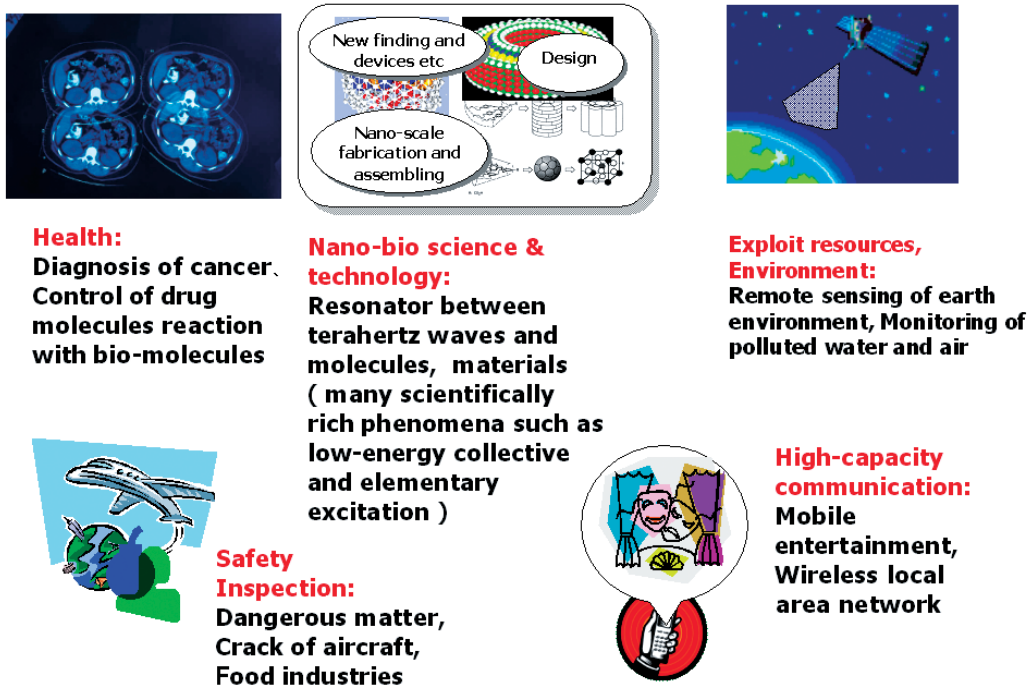 New finding and
devices etc
Design
Nano-scale
fabrication and
assembling
Health:
Diagnosis of cancer、
Control of drug
molecules reaction
with bio-molecules
Nano-bio science &
technology:
Resonator between
terahertz waves and
molecules, materials
( many scientifically
rich phenomena such as
low-energy collective
and elementary
excitation )
Exploit resources,
Environment:
Remote sensing of earth
environment, Monitoring of
polluted water and air
Safety
Inspection:
Dangerous matter,
Crack of aircraft,
Food industries
High-capacity
communication:
Mobile
entertainment,
Wireless local
area network